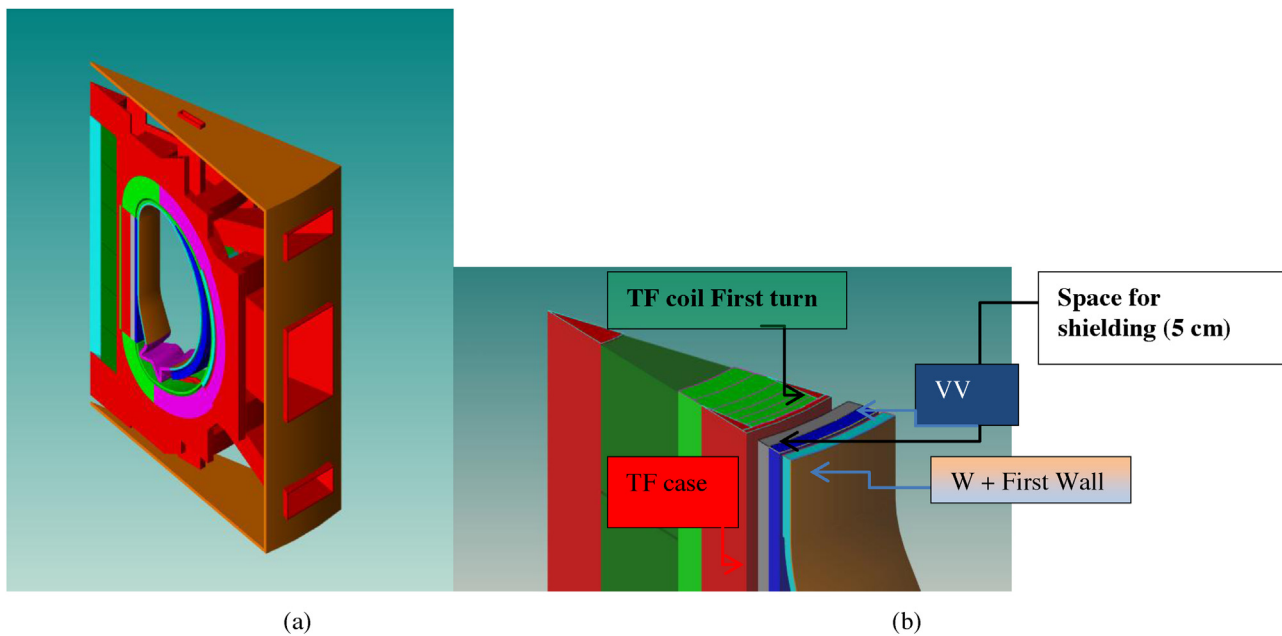 TF coil First turn
Space for
shielding (5 cm)
VV
TF case
W + First Wall
(a)
(b)